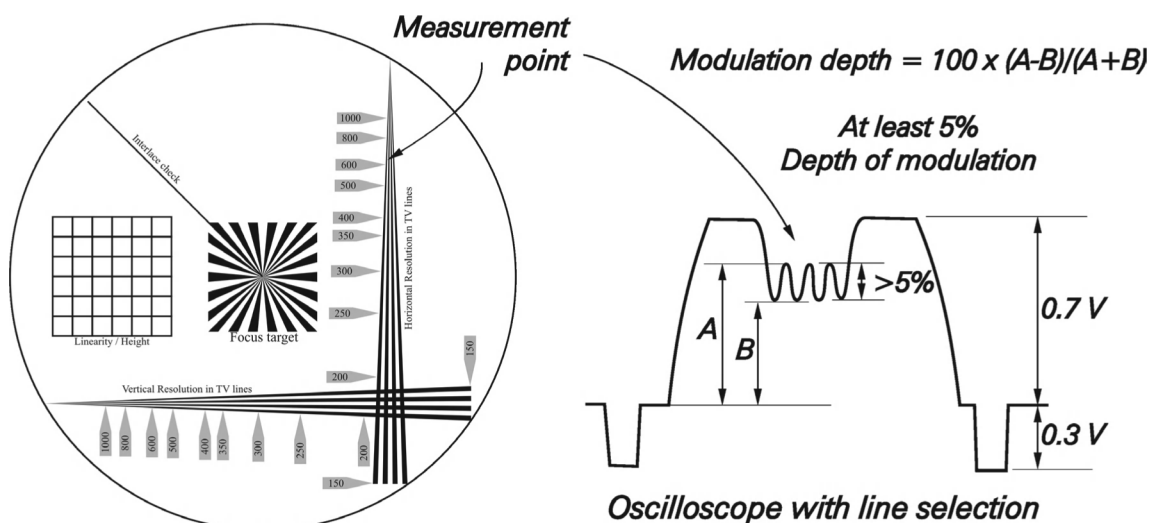 Measurement
point
Modulation depth = 100 x (A-B)/(A+B)
At least 5%
Depth of modulation
Interlace check
1000
800
600
500
400
350
300
250
200
150
Horizontal Resolution in TV lines
Linearity / Height
Focus target
150
Vertical Resolution in TV lines
1000
800
600
500
400
350
300
250
200
A
B
>5%
0.7 V
0.3 V
Oscilloscope with line selection